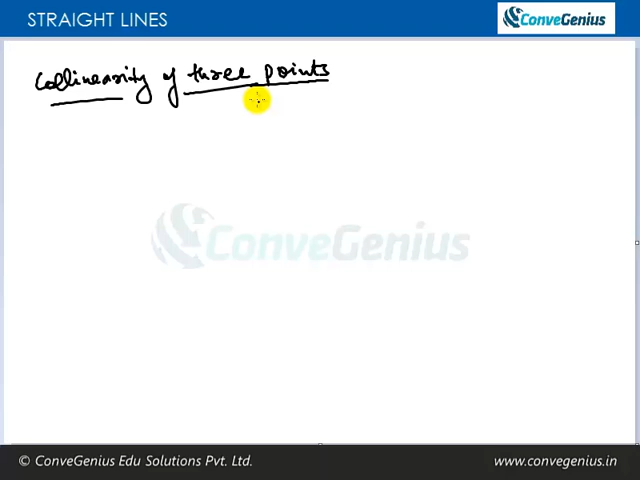 STRAIGHT LINES
ConveGenius
Collinearity of three points
ConveGenius
© ConveGenius Edu Solutions Pvt. Ltd.
www.convegenius.in